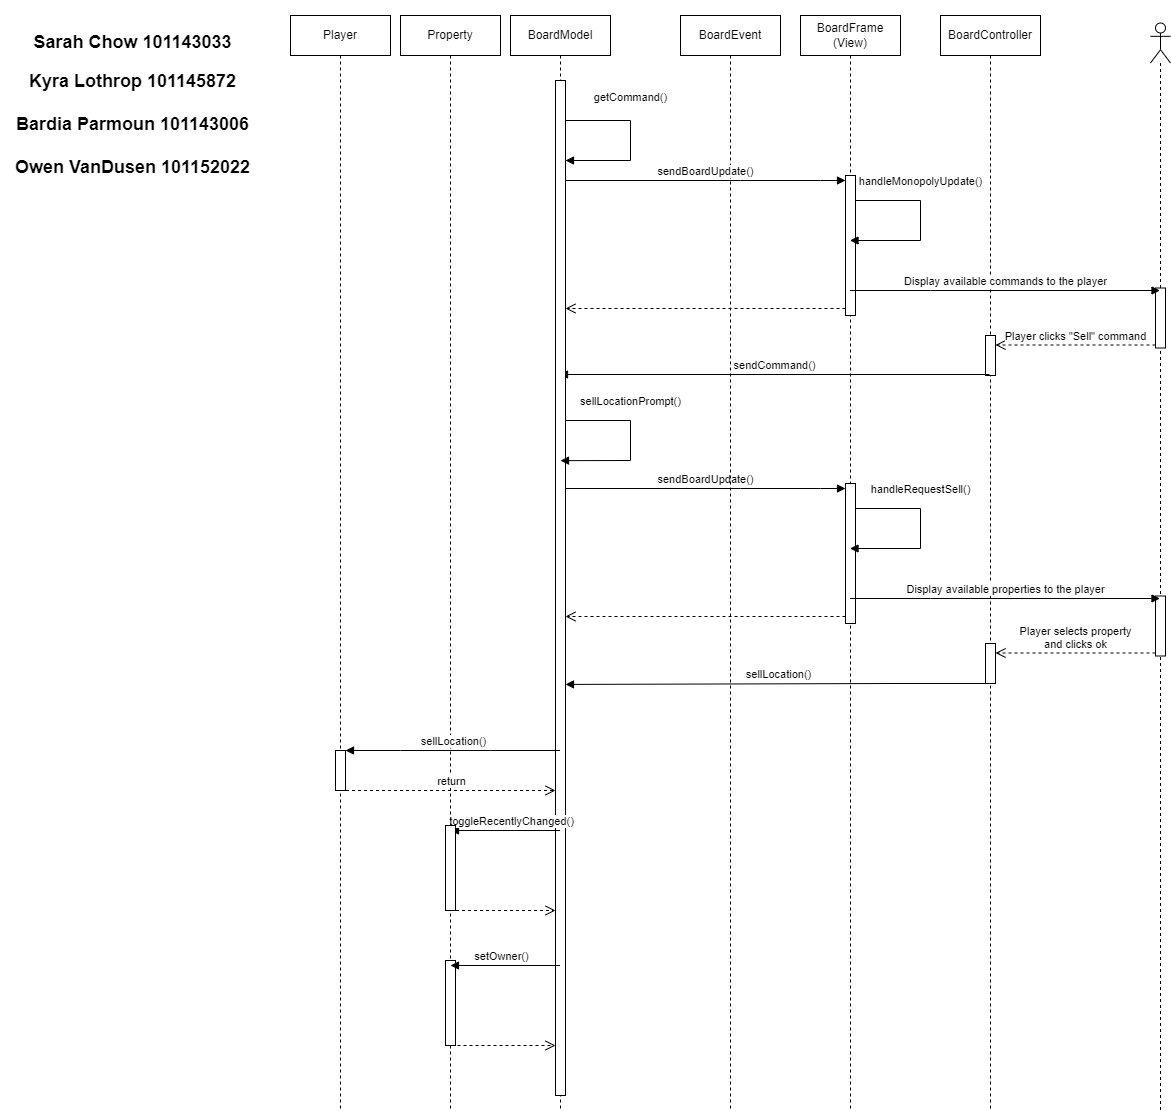 Sarah Chow 101143033
Kyra Lothrop 101145872
Bardia Parmoun 101143006
Owen VanDusen 101152022
Player
Property
BoardModel
BoardEvent
BoardFrame
(View)
BoardController
getCommand()
sendBoardUpdate()
handleMonopolyUpdate()
Display available commands to the player
Player clicks "Sell" command
sendCommand()
sellLocationPrompt()
sendBoardUpdate()
handleRequestSell()
Display available properties to the player
Player selects property
and clicks ok
sellLocation()
sellLocation()
return
toggleRecentlyChanged()
setOwner()